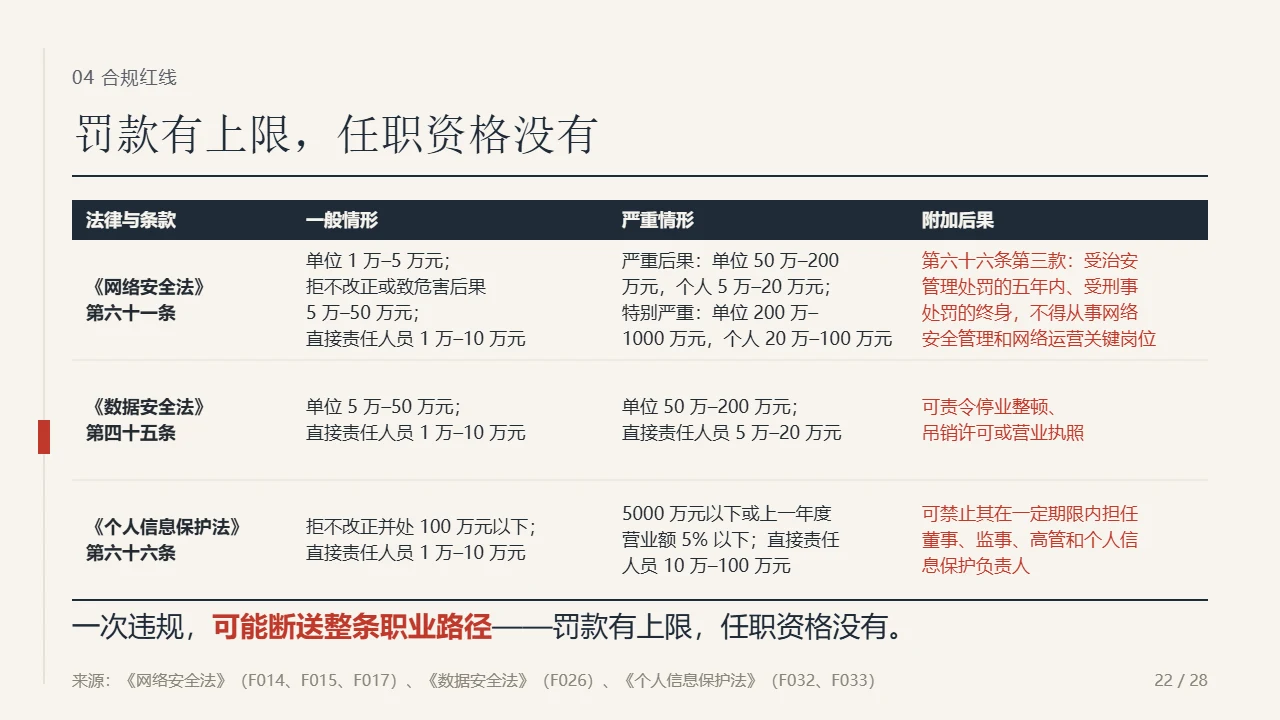 04 合规红线
罚款有上限，任职资格没有
法律与条款
一般情形
严重情形
附加后果
《网络安全法》
第六十一条
单位 1 万–5 万元；
拒不改正或致危害后果
5 万–50 万元；
直接责任人员 1 万–10 万元
严重后果：单位 50 万–200
万元，个人 5 万–20 万元；
特别严重：单位 200 万–
1000 万元，个人 20 万–100 万元
第六十六条第三款：受治安
管理处罚的五年内、受刑事
处罚的终身，不得从事网络
安全管理和网络运营关键岗位
《数据安全法》
第四十五条
单位 5 万–50 万元；
直接责任人员 1 万–10 万元
单位 50 万–200 万元；
直接责任人员 5 万–20 万元
可责令停业整顿、
吊销许可或营业执照
《个人信息保护法》
第六十六条
拒不改正并处 100 万元以下；
直接责任人员 1 万–10 万元
5000 万元以下或上一年度
营业额 5% 以下；直接责任
人员 10 万–100 万元
可禁止其在一定期限内担任
董事、监事、高管和个人信
息保护负责人
一次违规，可能断送整条职业路径——罚款有上限，任职资格没有。
来源：《网络安全法》（F014、F015、F017）、《数据安全法》（F026）、《个人信息保护法》（F032、F033）
22 / 28